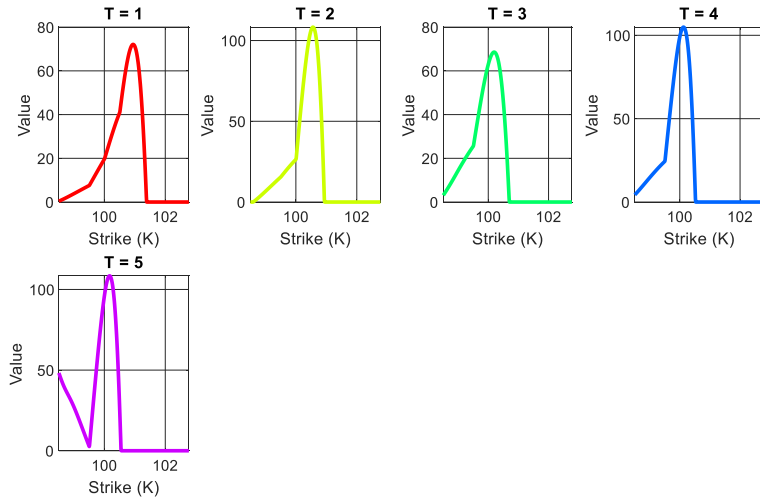 T = 1
80
60
40
20
0
Value
100 102
Strike (K)
T = 2
100
50
0
Value
100 102
Strike (K)
T = 3
80
60
40
20
0
Value
100 102
Strike (K)
T = 4
100
50
0
Value
100 102
Strike (K)
T = 5
100
50
0
Value
100 102
Strike (K)